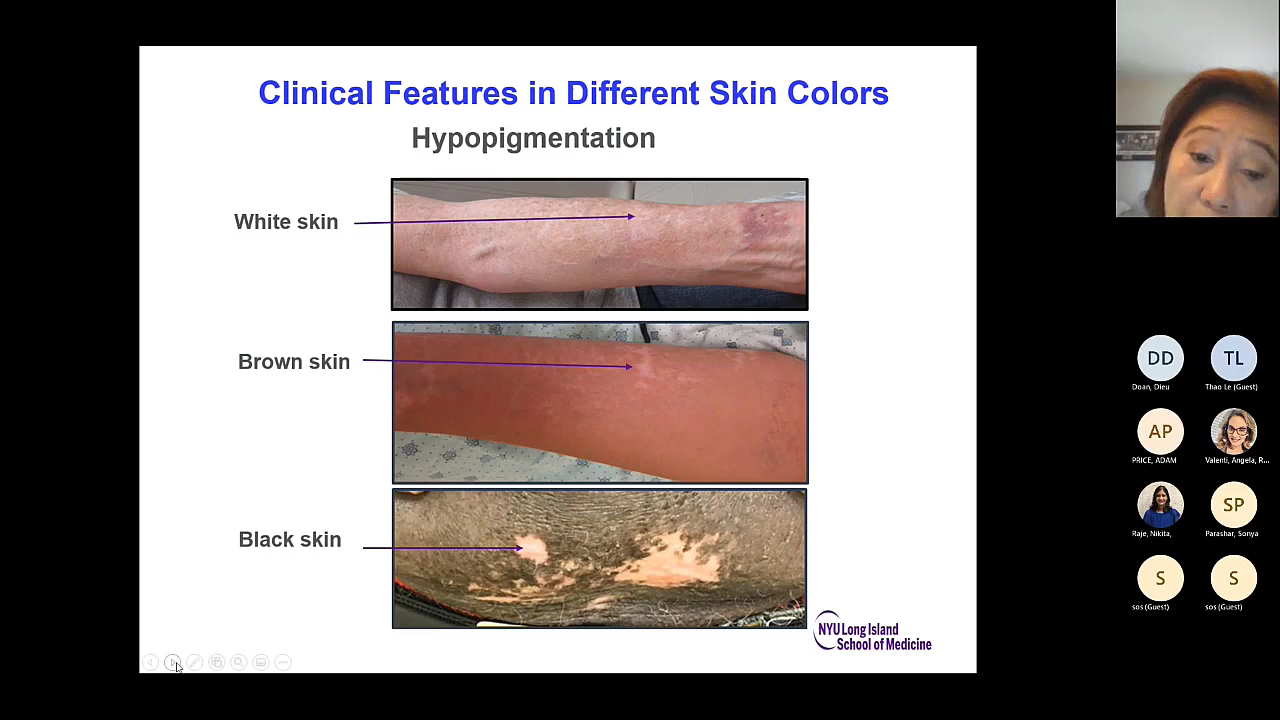 Clinical Features in Different Skin Colors
Hypopigmentation
White skin
Brown skin
Black skin
NYU Long Island
School of Medicine
DD
TL
Doan, Dieu
Thao Le (Guest)
AP
PRICE, ADAM
Valenti, Angela, R...
SP
Raje, Nikita,
Parashar, Sonya
S
S
sos (Guest)
sos (Guest)